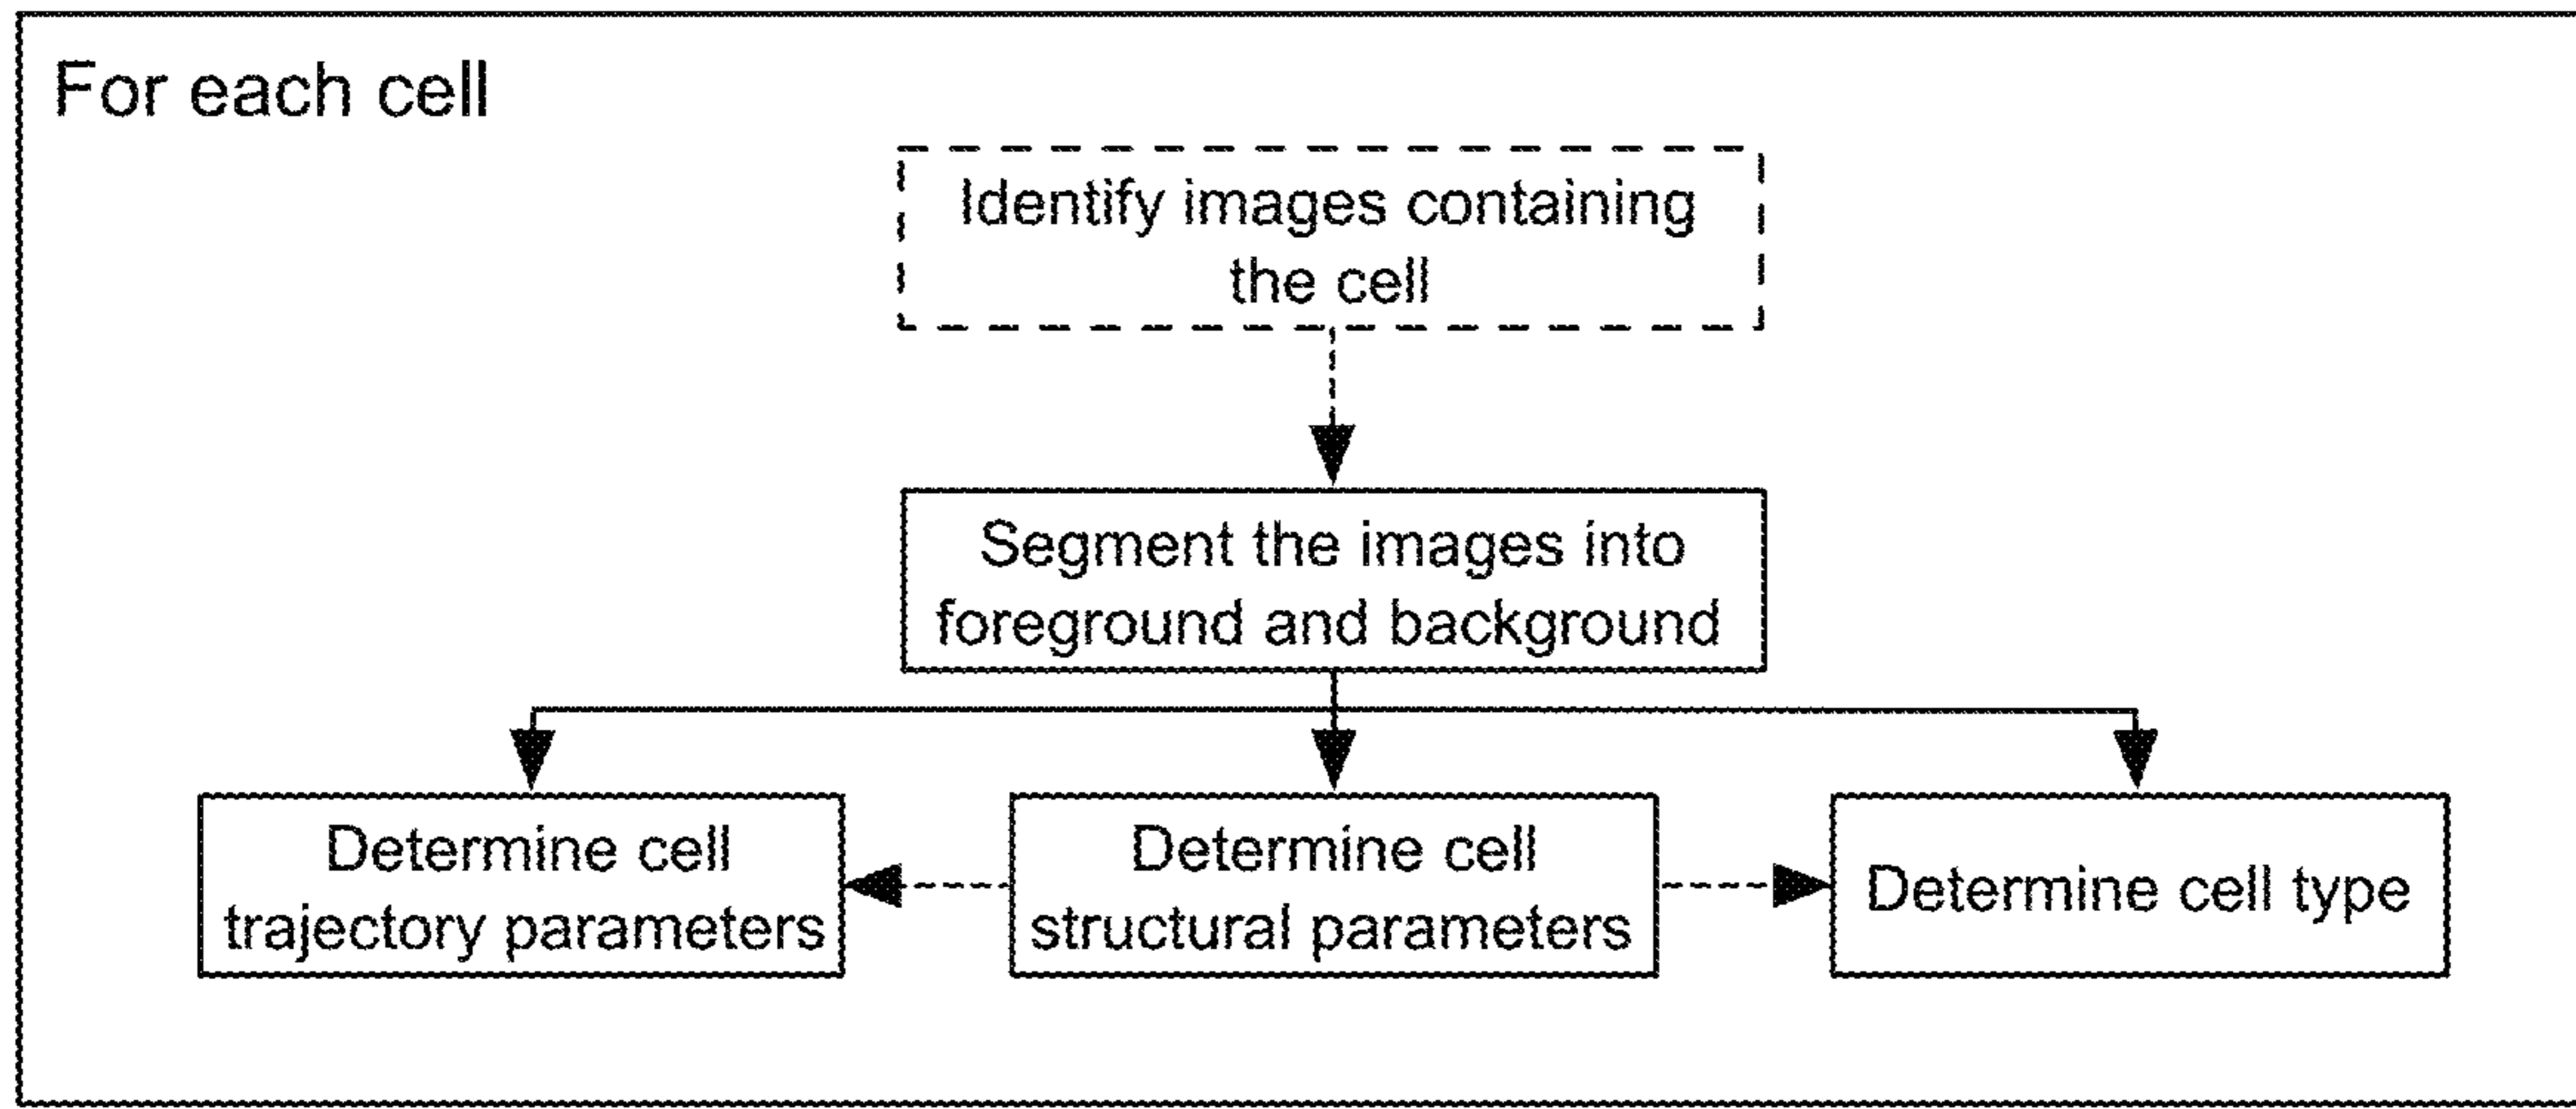 For each cell
Identify images containing
the cell
Segment the images into
foreground and background
Determine cell
trajectory parameters
Determine cell
structural parameters
Determine cell type